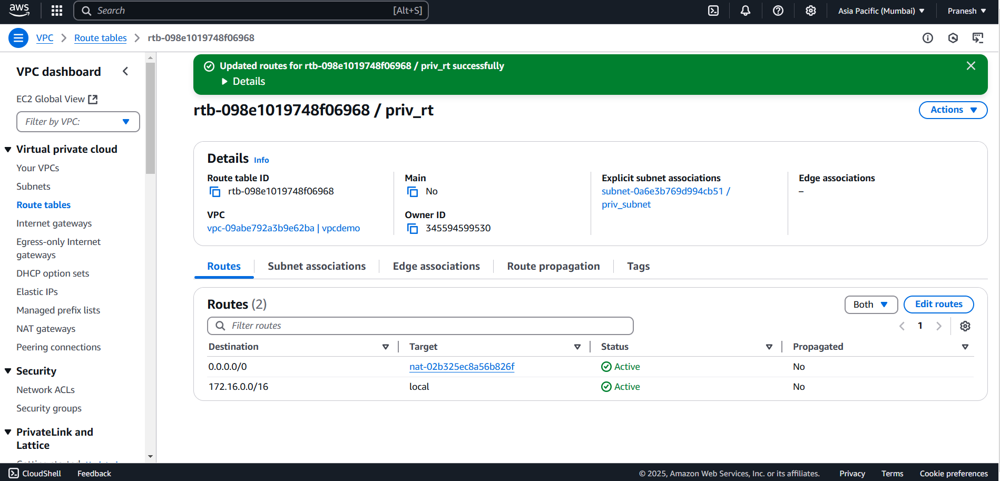 aws Search [Alt+S] Asia Pacific (Mumbai) Pranesh
VPC Route tables rtb-098e1019748f06968
VPC dashboard
EC2 Global View
Filter by VPC:
Virtual private cloud
Your VPCs
Subnets
Route tables
Internet gateways
Egress-only Internet
gateways
DHCP option sets
Elastic IPs
Managed prefix lists
NAT gateways
Peering connections
Security
Network ACLs
Security groups
PrivateLink and
Lattice
Updated routes for rtb-098e1019748f06968 / priv_rt successfully
Details
rtb-098e1019748f06968 / priv_rt
Actions
Details Info
Route table ID
rtb-098e1019748f06968
VPC
vpc-09abe792a3b9e62ba | vpcdemo
Main
No
Owner ID
345594599530
Explicit subnet associations
subnet-0a6e3b769d994cb51 /
priv_subnet
Edge associations
–
Routes Subnet associations Edge associations Route propagation Tags
Routes (2)
Both Edit routes
Filter routes
1
Destination Target Status Propagated
0.0.0.0/0 nat-02b325ec8a56b826f Active No
172.16.0.0/16 local Active No
CloudShell Feedback © 2025, Amazon Web Services, Inc. or its affiliates. Privacy Terms Cookie preferences